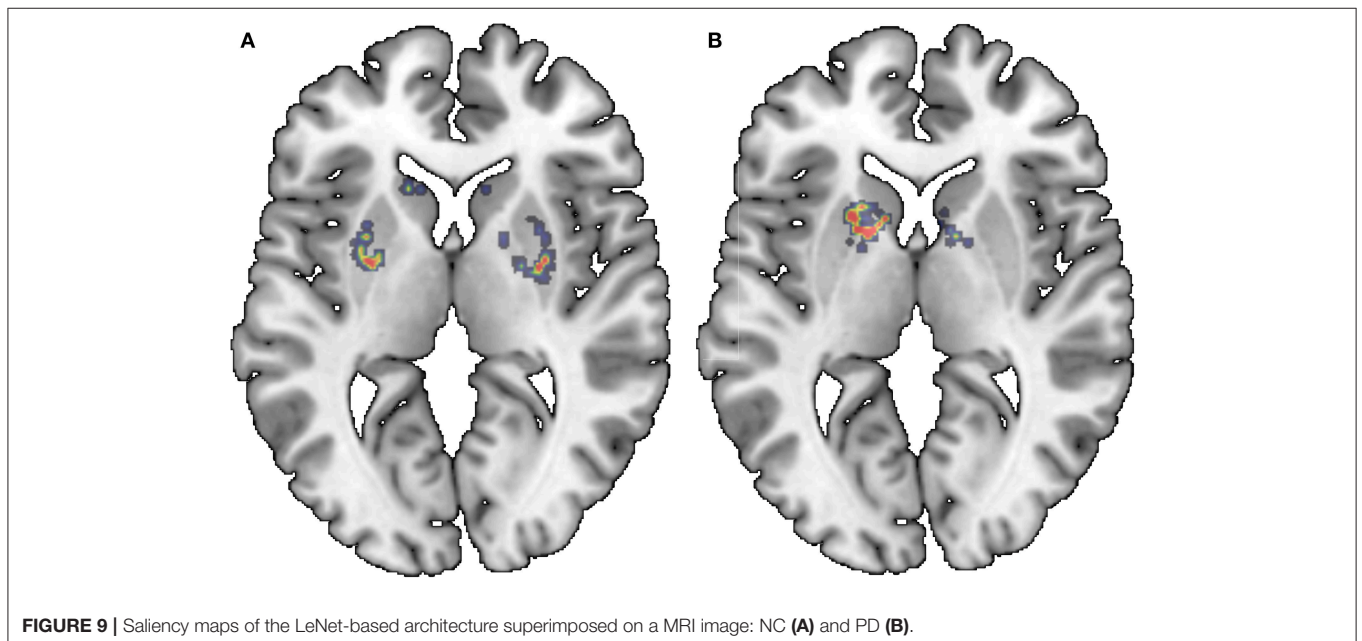 A
B
FIGURE 9 | Saliency maps of the LeNet-based architecture superimposed on a MRI image: NC (A) and PD (B).